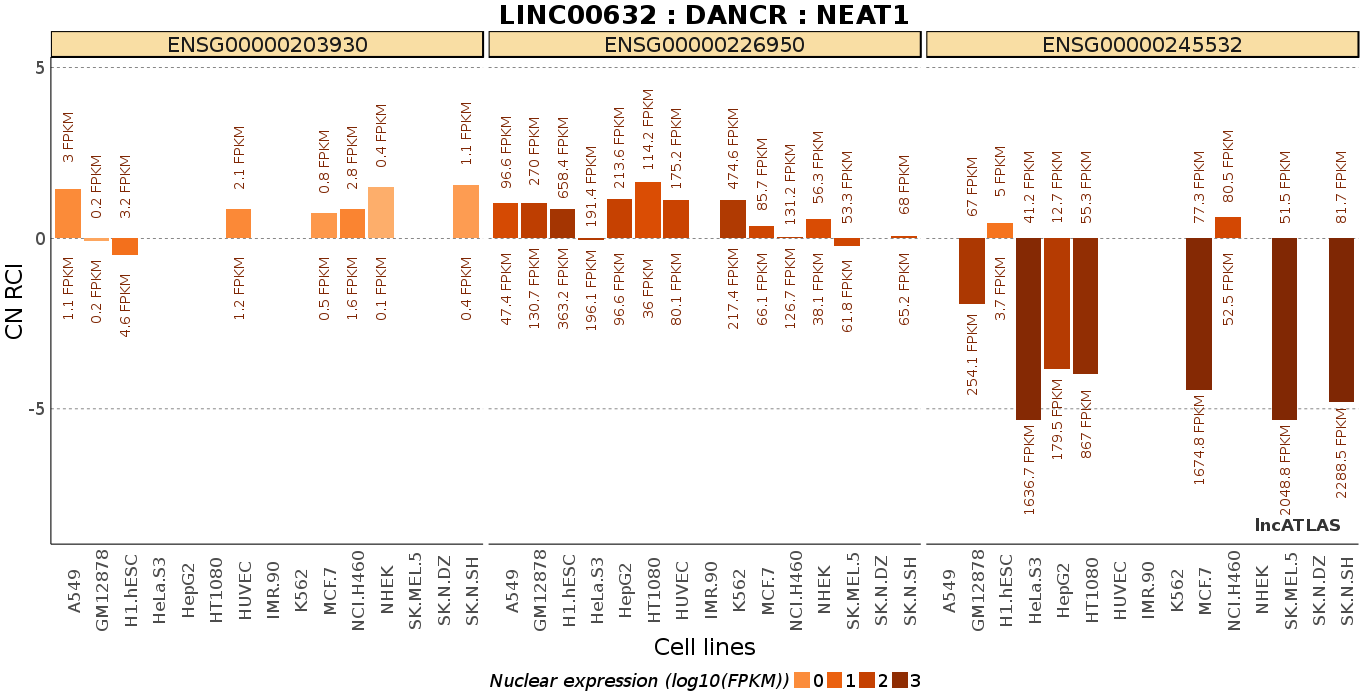 LINC00632 : DANCR : NEAT1
ENSG00000203930 ENSG00000226950 ENSG00000245532
5
0
-5
CN RCI
3 FPKM
0.2 FPKM
3.2 FPKM
2.1 FPKM
0.8 FPKM
2.8 FPKM
0.4 FPKM
1.1 FPKM
1.1 FPKM
0.2 FPKM
4.6 FPKM
1.2 FPKM
0.5 FPKM
1.6 FPKM
0.1 FPKM
0.4 FPKM
96.6 FPKM
270 FPKM
658.4 FPKM
191.4 FPKM
213.6 FPKM
114.2 FPKM
175.2 FPKM
474.6 FPKM
85.7 FPKM
131.2 FPKM
56.3 FPKM
53.3 FPKM
68 FPKM
47.4 FPKM
130.7 FPKM
363.2 FPKM
196.1 FPKM
96.6 FPKM
36 FPKM
80.1 FPKM
217.4 FPKM
66.1 FPKM
126.7 FPKM
38.1 FPKM
61.8 FPKM
65.2 FPKM
67 FPKM
5 FPKM
41.2 FPKM
12.7 FPKM
55.3 FPKM
77.3 FPKM
80.5 FPKM
51.5 FPKM
81.7 FPKM
254.1 FPKM
3.7 FPKM
1636.7 FPKM
179.5 FPKM
867 FPKM
1674.8 FPKM
52.5 FPKM
2048.8 FPKM
2288.5 FPKM
lncATLAS
A549
GM12878
H1.hESC
HeLa.S3
HepG2
HT1080
HUVEC
IMR.90
K562
MCF.7
NCI.H460
NHEK
SK.MEL.5
SK.N.DZ
SK.N.SH
A549
GM12878
H1.hESC
HeLa.S3
HepG2
HT1080
HUVEC
IMR.90
K562
MCF.7
NCI.H460
NHEK
SK.MEL.5
SK.N.DZ
SK.N.SH
A549
GM12878
H1.hESC
HeLa.S3
HepG2
HT1080
HUVEC
IMR.90
K562
MCF.7
NCI.H460
NHEK
SK.MEL.5
SK.N.DZ
SK.N.SH
Cell lines
Nuclear expression (log10(FPKM)) 0 1 2 3